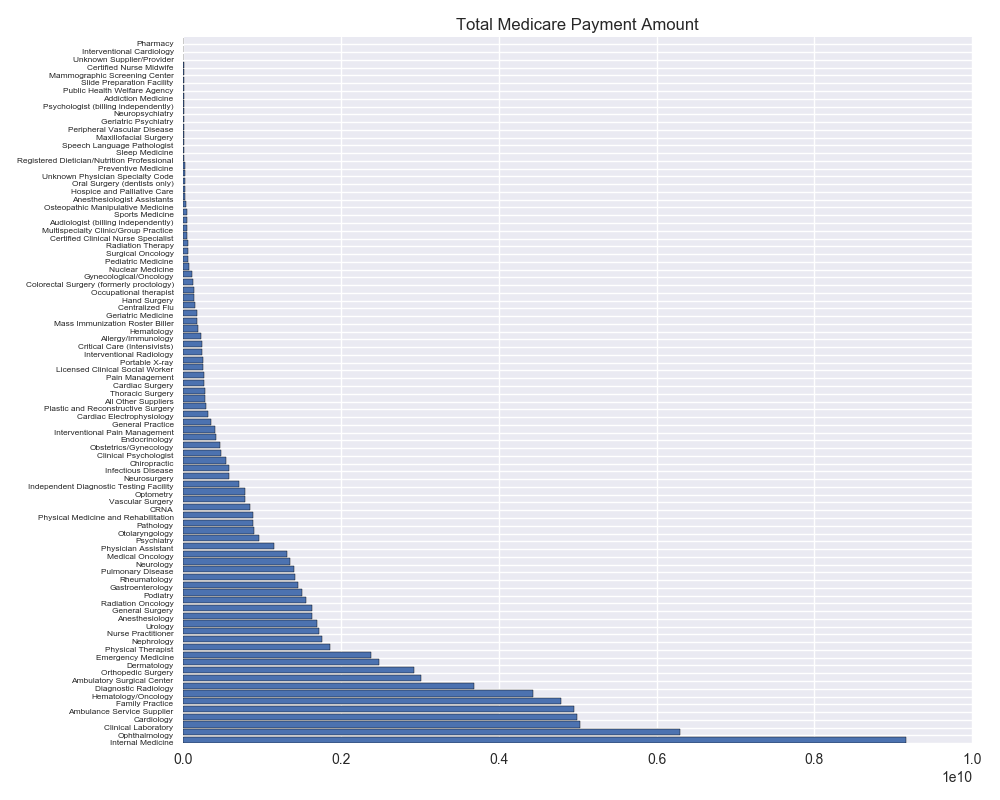 Total Medicare Payment Amount
Pharmacy
Interventional Cardiology
Unknown Supplier/Provider
Certified Nurse Midwife
Mammographic Screening Center
Slide Preparation Facility
Public Health Welfare Agency
Addiction Medicine
Psychologist (billing independently)
Neuropsychiatry
Geriatric Psychiatry
Peripheral Vascular Disease
Maxillofacial Surgery
Speech Language Pathologist
Sleep Medicine
Registered Dietician/Nutrition Professional
Preventive Medicine
Unknown Physician Specialty Code
Oral Surgery (dentists only)
Hospice and Palliative Care
Anesthesiologist Assistants
Osteopathic Manipulative Medicine
Sports Medicine
Audiologist (billing independently)
Multispecialty Clinic/Group Practice
Certified Clinical Nurse Specialist
Radiation Therapy
Surgical Oncology
Pediatric Medicine
Nuclear Medicine
Gynecological/Oncology
Colorectal Surgery (formerly proctology)
Occupational therapist
Hand Surgery
Centralized Flu
Geriatric Medicine
Mass Immunization Roster Biller
Hematology
Allergy/Immunology
Critical Care (Intensivists)
Interventional Radiology
Portable X-ray
Licensed Clinical Social Worker
Pain Management
Cardiac Surgery
Thoracic Surgery
All Other Suppliers
Plastic and Reconstructive Surgery
Cardiac Electrophysiology
General Practice
Interventional Pain Management
Endocrinology
Obstetrics/Gynecology
Clinical Psychologist
Chiropractic
Infectious Disease
Neurosurgery
Independent Diagnostic Testing Facility
Optometry
Vascular Surgery
CRNA
Physical Medicine and Rehabilitation
Pathology
Otolaryngology
Psychiatry
Physician Assistant
Medical Oncology
Neurology
Pulmonary Disease
Rheumatology
Gastroenterology
Podiatry
Radiation Oncology
General Surgery
Anesthesiology
Urology
Nurse Practitioner
Nephrology
Physical Therapist
Emergency Medicine
Dermatology
Orthopedic Surgery
Ambulatory Surgical Center
Diagnostic Radiology
Hematology/Oncology
Family Practice
Ambulance Service Supplier
Cardiology
Clinical Laboratory
Ophthalmology
Internal Medicine
0.0 0.2 0.4 0.6 0.8 1.0
1e10